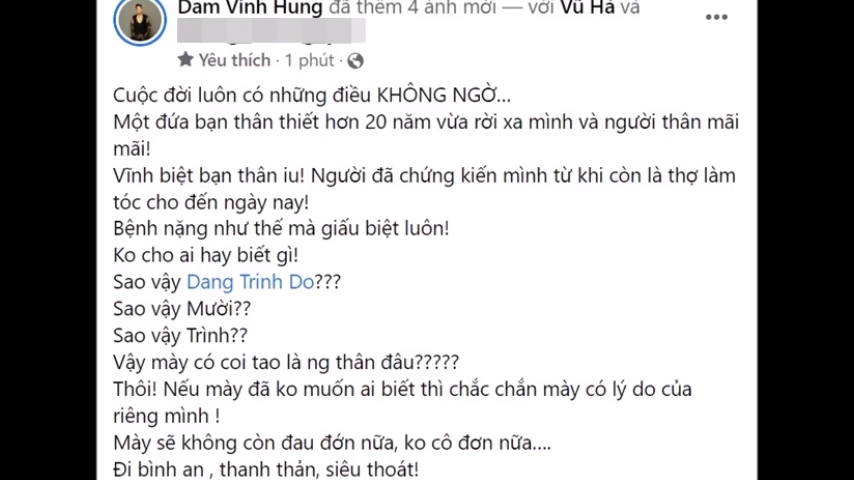 Dam Vinh Hung đã thêm 4 ảnh mới — với Vũ Hà và
Yêu thích · 1 phút ·
Cuộc đời luôn có những điều KHÔNG NGỜ...
Một đứa bạn thân thiết hơn 20 năm vừa rời xa mình và người thân mãi
mãi!
Vĩnh biệt bạn thân iu! Người đã chứng kiến mình từ khi còn là thợ làm
tóc cho đến ngày nay!
Bệnh nặng như thế mà giấu biệt luôn!
Ko cho ai hay biết gì!
Sao vậy Dang Trinh Do???
Sao vậy Mười??
Sao vậy Trình??
Vậy mày có coi tao là ng thân đâu?????
Thôi! Nếu mày đã ko muốn ai biết thì chắc chắn mày có lý do của
riêng mình !
Mày sẽ không còn đau đớn nữa, ko cô đơn nữa....
Đi bình an , thanh thản, siêu thoát!